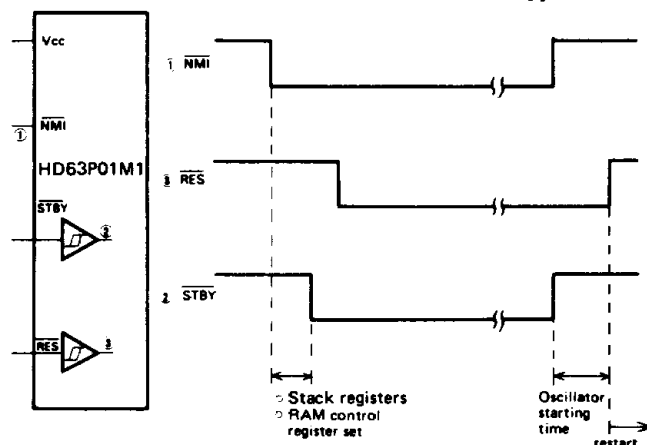 Vcc
① NMI
HD63P01M1
STBY
②
RES
③
1 NMI
3 RES
2 STBY
○ Stack registers
○ RAM control
register set
Oscillator
starting
time
restart